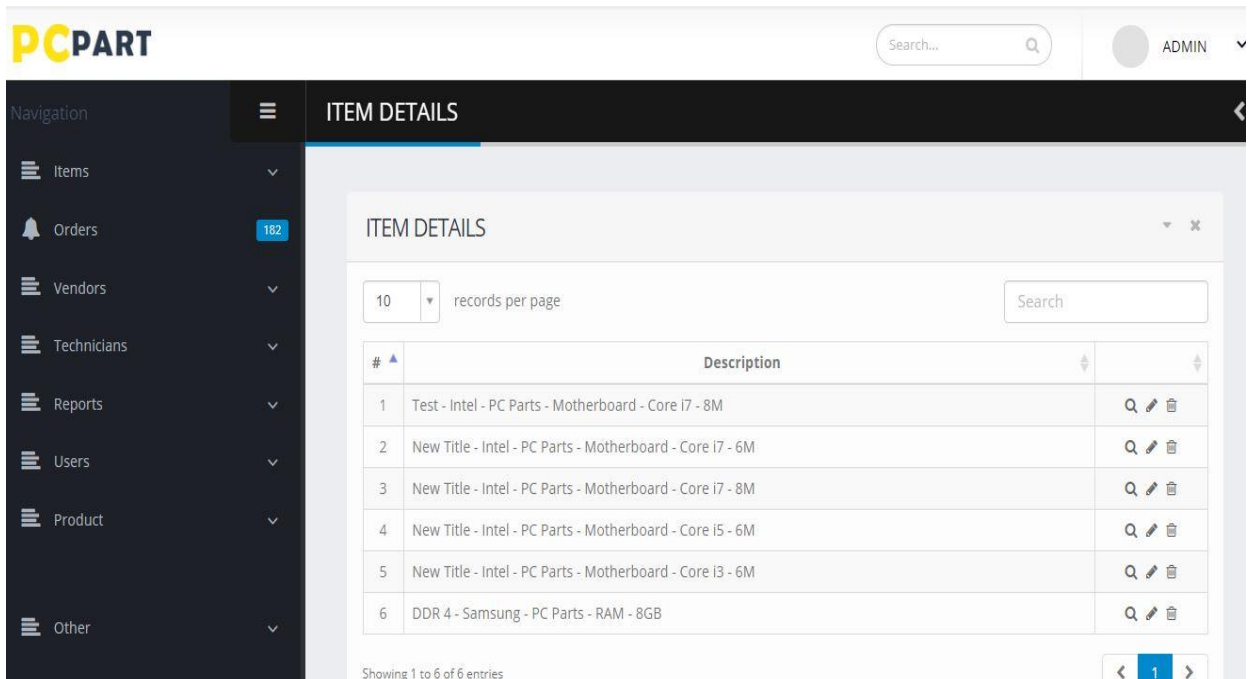 PCPART
Search...
ADMIN
Navigation
ITEM DETAILS
Items
Orders
182
Vendors
Technicians
Reports
Users
Product
Other
ITEM DETAILS
10 records per page
Search
# Description
1 Test - Intel - PC Parts - Motherboard - Core i7 - 8M
2 New Title - Intel - PC Parts - Motherboard - Core i7 - 6M
3 New Title - Intel - PC Parts - Motherboard - Core i7 - 8M
4 New Title - Intel - PC Parts - Motherboard - Core i5 - 6M
5 New Title - Intel - PC Parts - Motherboard - Core i3 - 6M
6 DDR 4 - Samsung - PC Parts - RAM - 8GB
Showing 1 to 6 of 6 entries
1